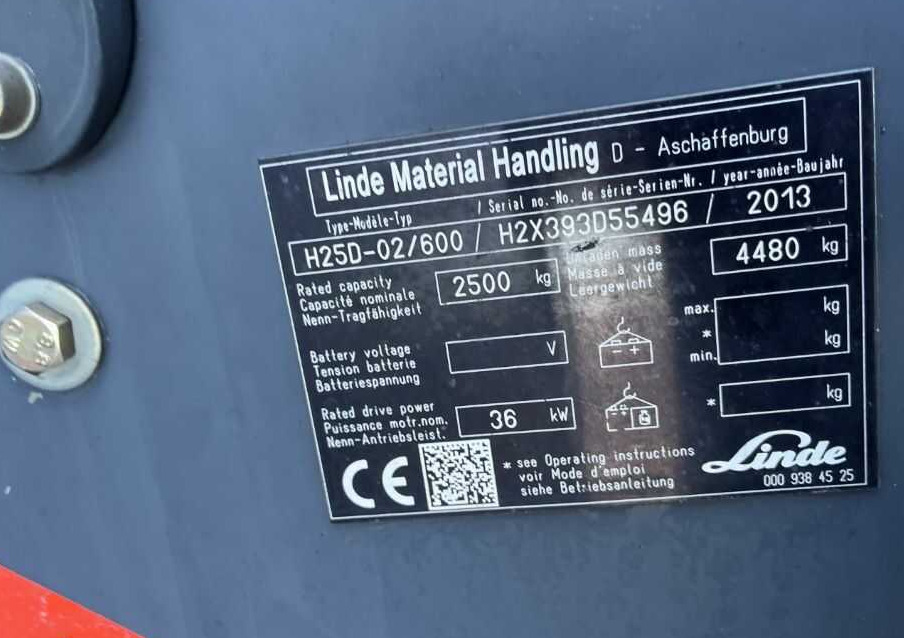 Linde Material Handling D - Aschaffenburg
Type-Modèle-Typ / Serial no.-No. de série-Serien-Nr. / year-année-Baujahr
H25D-02/600 / H2X393D55496 / 2013
Rated capacity
Capacité nominale
Nenn-Tragfähigkeit
2500 kg
Unladen mass
Masse à vide
Leergewicht
4480 kg
Battery voltage
Tension batterie
Batteriespannung
V
- +
max. kg
*
min. kg
Rated drive power
Puissance motr.nom.
Nenn-Antriebsleist.
36 kW
* kg
CE
* see Operating instructions
voir Mode d'emploi
siehe Betriebsanleitung
Linde
000 938 45 25
8.8